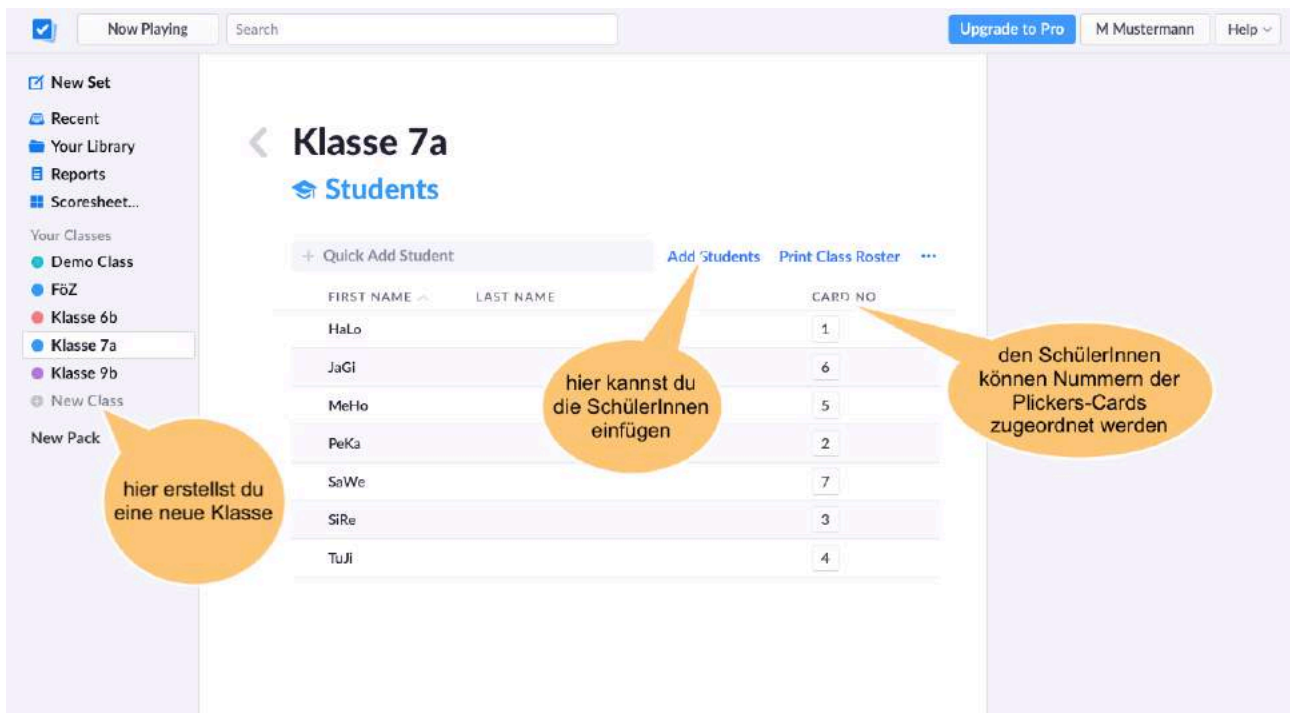 Now Playing
Search
Upgrade to Pro
M Mustermann
Help
New Set
Recent
Your Library
Reports
Scoresheet...
Your Classes
Demo Class
FöZ
Klasse 6b
Klasse 7a
Klasse 9b
New Class
New Pack
Klasse 7a
Students
+ Quick Add Student
Add Students
Print Class Roster
...
FIRST NAME LAST NAME CARD NO
HaLo 1
JaGi 6
MeHo 5
PeKa 2
SaWe 7
SiRe 3
TuJi 4
hier erstellst du
eine neue Klasse
hier kannst du
die SchülerInnen
einfügen
den SchülerInnen
können Nummern der
Plickers-Cards
zugeordnet werden